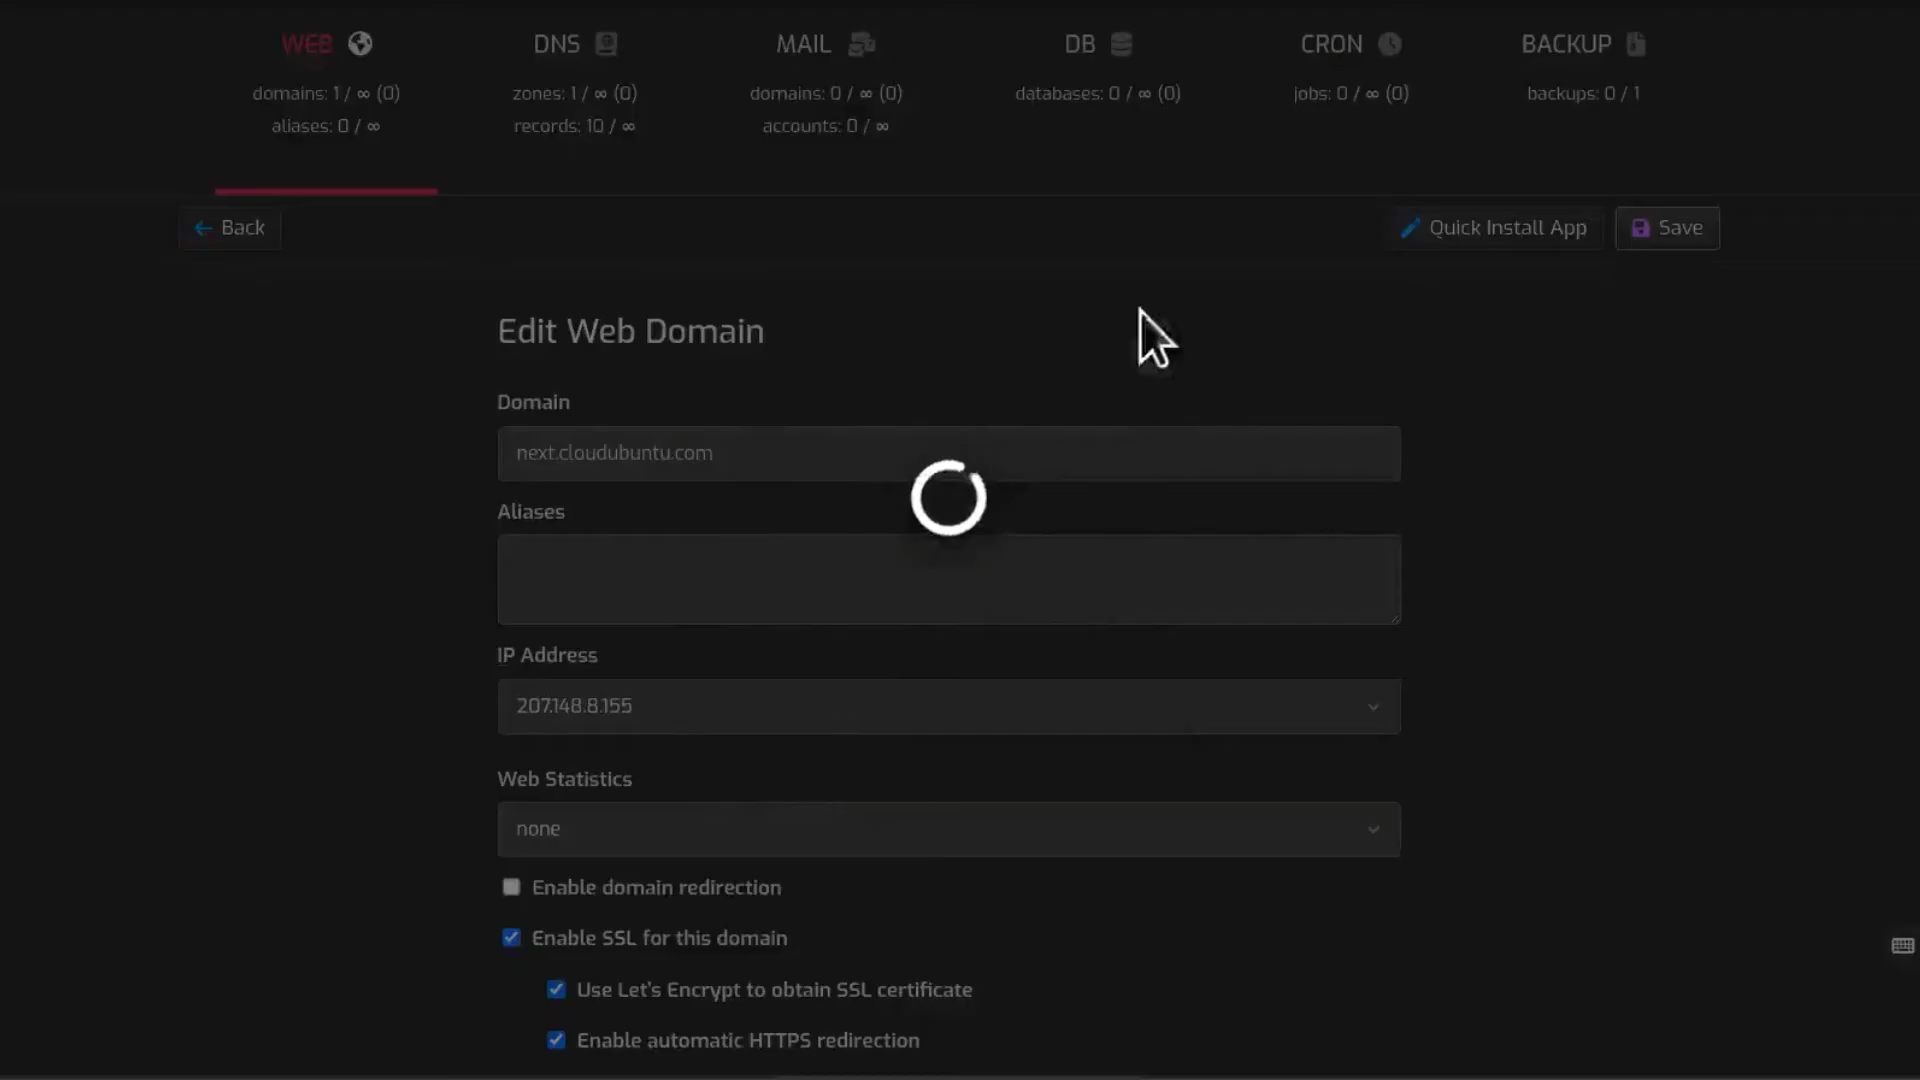 WEB
domains: 1 / ∞ (0)
aliases: 0 / ∞
DNS
zones: 1 / ∞ (0)
records: 10 / ∞
MAIL
domains: 0 / ∞ (0)
accounts: 0 / ∞
DB
databases: 0 / ∞ (0)
CRON
jobs: 0 / ∞ (0)
BACKUP
backups: 0 / 1
Back
Quick Install App
Save
Edit Web Domain
Domain
next.cloudubuntu.com
Aliases
IP Address
207.148.8.155
Web Statistics
none
Enable domain redirection
Enable SSL for this domain
Use Let's Encrypt to obtain SSL certificate
Enable automatic HTTPS redirection